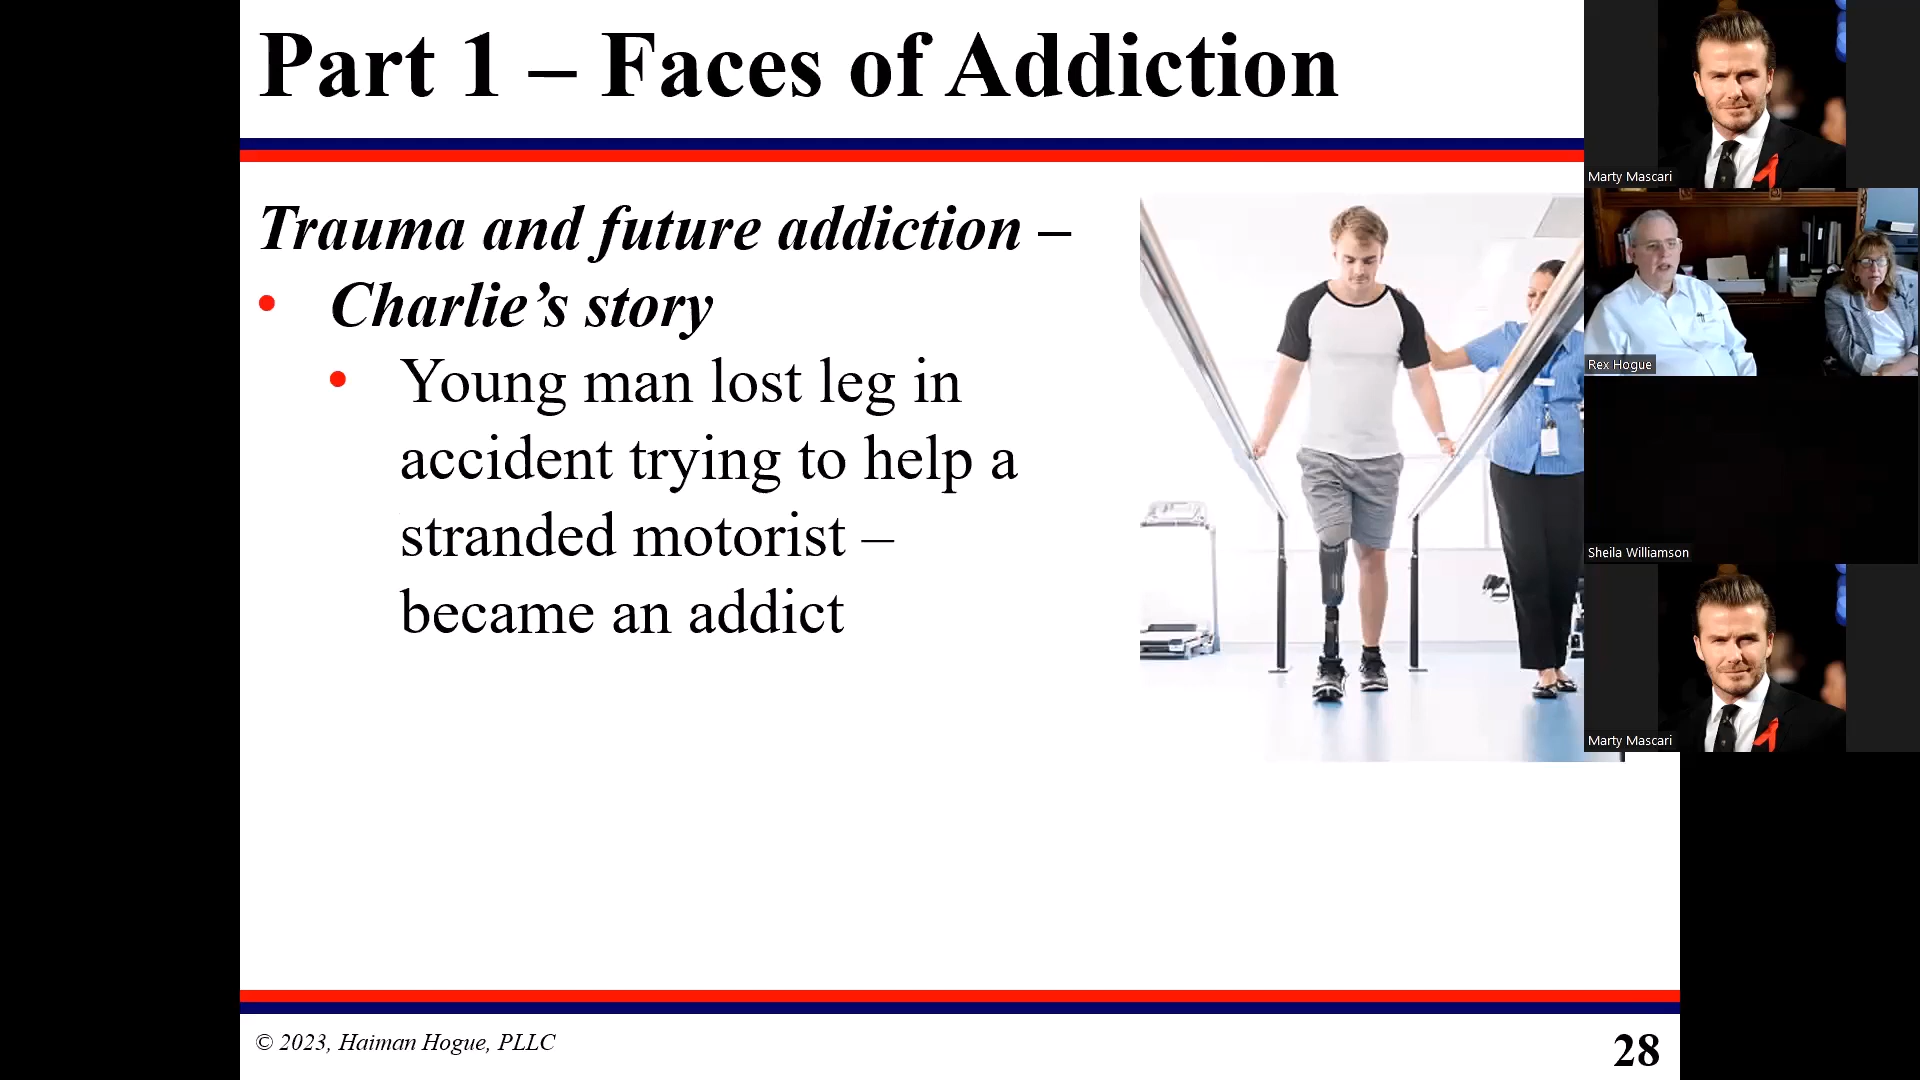 Part 1 – Faces of Addiction
Trauma and future addiction –
• Charlie’s story
• Young man lost leg in
accident trying to help a
stranded motorist –
became an addict
© 2023, Haiman Hogue, PLLC
28
Marty Mascari
Rex Hogue
Sheila Williamson
Marty Mascari